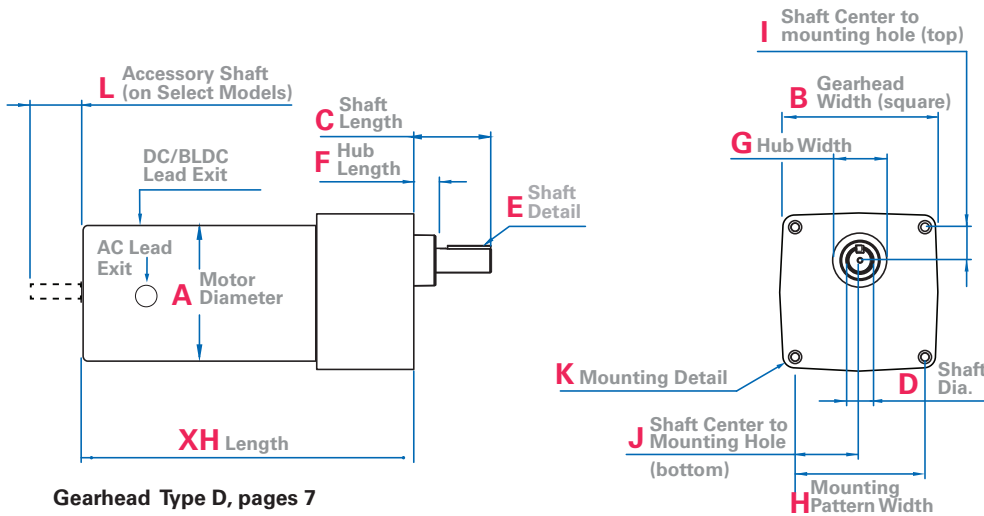 L Accessory Shaft
(on Select Models)
C Shaft
Length
F Hub
Length
E Shaft
Detail
DC/BLDC
Lead Exit
AC Lead
Exit
A Motor
Diameter
XH Length
Gearhead Type D, pages 7
I Shaft Center to
mounting hole (top)
B Gearhead
Width (square)
G Hub Width
K Mounting Detail
D Shaft
Dia.
J Shaft Center to
Mounting Hole
(bottom)
H Mounting
Pattern Width